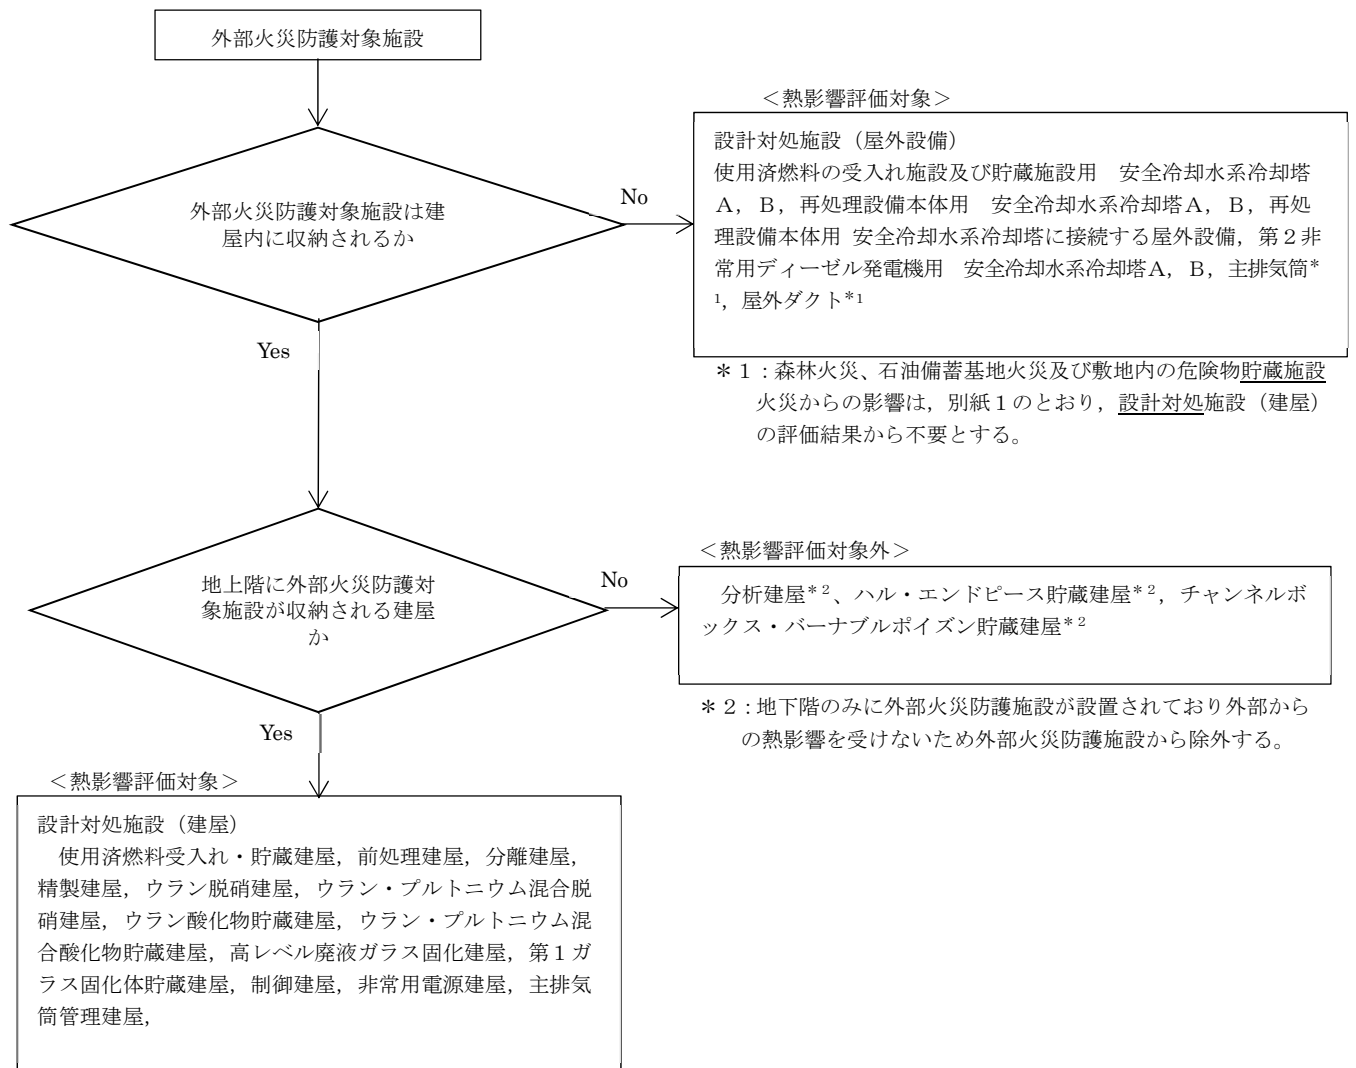 外部火災防護対象施設
＜熱影響評価対象＞
設計対処施設（屋外設備）
使用済燃料の受入れ施設及び貯蔵施設用　安全冷却水系冷却塔
Ａ，Ｂ，再処理設備本体用　安全冷却水系冷却塔Ａ，Ｂ，再処
理設備本体用 安全冷却水系冷却塔に接続する屋外設備，第２非
常用ディーゼル発電機用　安全冷却水系冷却塔Ａ，Ｂ，主排気筒*
1，屋外ダクト*1
外部火災防護対象施設は建
屋内に収納されるか
No
Yes
＊１：森林火災、石油備蓄基地火災及び敷地内の危険物貯蔵施設
火災からの影響は，別紙１のとおり，設計対処施設（建屋）
の評価結果から不要とする。
地上階に外部火災防護対
象施設が収納される建屋
か
No
Yes
＜熱影響評価対象外＞
分析建屋*2、ハル・エンドピース貯蔵建屋*2，チャンネルボ
ックス・バーナブルポイズン貯蔵建屋*2
＊２：地下階のみに外部火災防護施設が設置されており外部から
の熱影響を受けないため外部火災防護施設から除外する。
＜熱影響評価対象＞
設計対処施設（建屋）
使用済燃料受入れ・貯蔵建屋，前処理建屋，分離建屋，
精製建屋，ウラン脱硝建屋，ウラン・プルトニウム混合脱
硝建屋，ウラン酸化物貯蔵建屋，ウラン・プルトニウム混
合酸化物貯蔵建屋，高レベル廃液ガラス固化建屋，第１ガ
ラス固化体貯蔵建屋，制御建屋，非常用電源建屋，主排気
筒管理建屋，